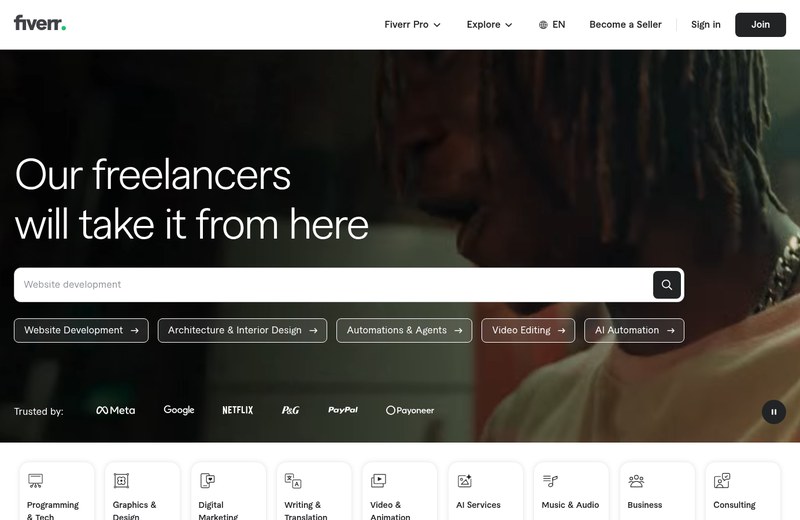 fiverr.
Fiverr Pro
Explore
EN
Become a Seller
Sign in
Join
Our freelancers
will take it from here
Website development
Website Development →
Architecture & Interior Design →
Automations & Agents →
Video Editing →
AI Automation →
Trusted by:
Meta
Google
NETFLIX
P&G
PayPal
Payoneer
Programming
& Tech
Graphics &
Design
Digital
Marketing
Writing &
Translation
Video &
Animation
AI Services
Music & Audio
Business
Consulting